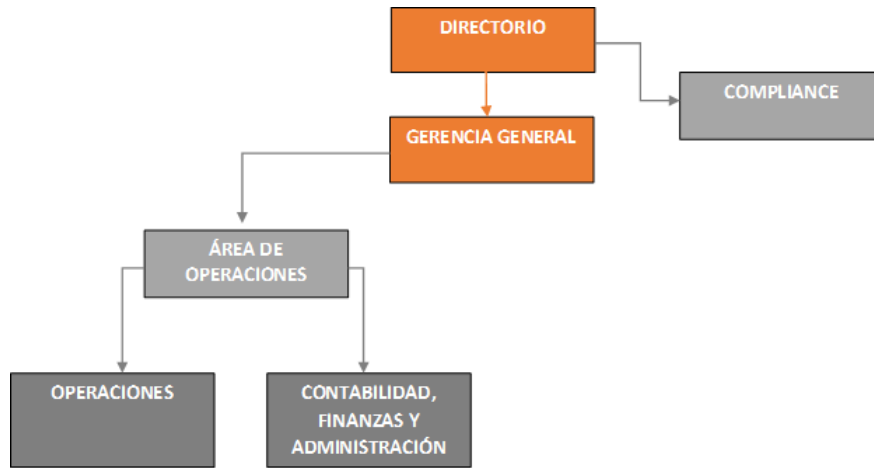 DIRECTORIO
COMPLIANCE
GERENCIA GENERAL
ÁREA DE
OPERACIONES
OPERACIONES
CONTABILIDAD,
FINANZAS Y
ADMINISTRACIÓN